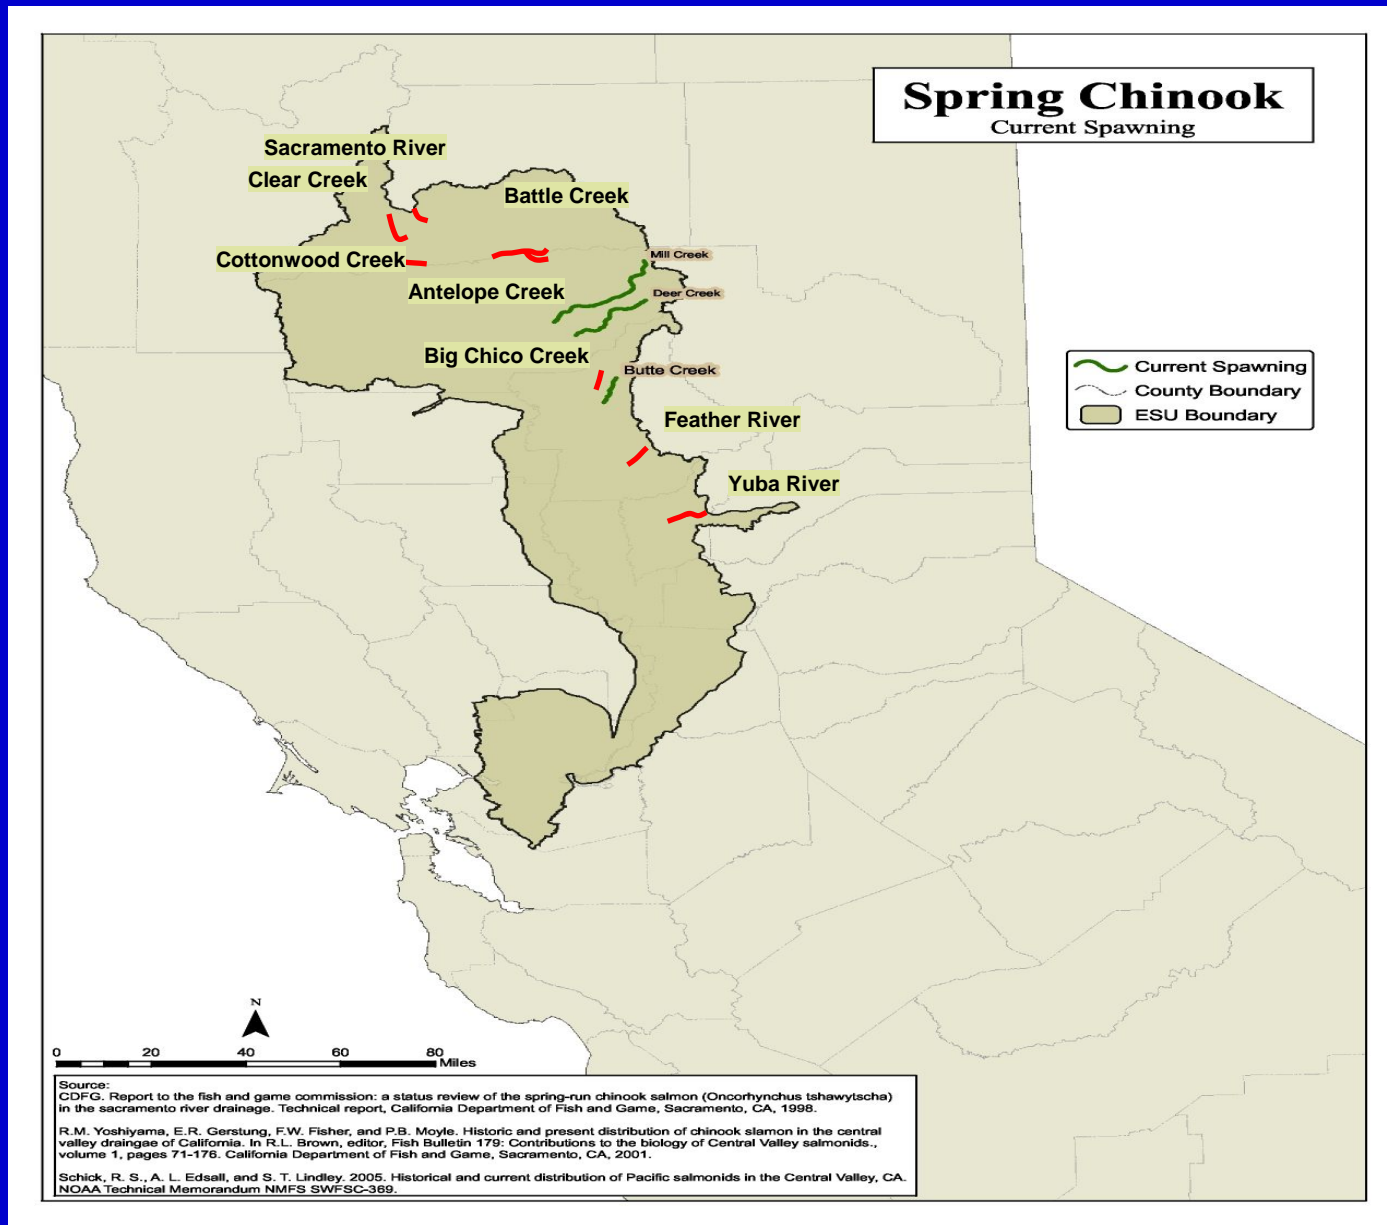 Spring Chinook
Current Spawning
Sacramento River
Clear Creek
Battle Creek
Cottonwood Creek
Mill Creek
Antelope Creek
Deer Creek
Big Chico Creek
Butte Creek
Current Spawning
County Boundary
ESU Boundary
Feather River
Yuba River
N
0 20 40 60 80
Miles
Source:
CDFG. Report to the fish and game commission: a status review of the spring-run chinook salmon (Oncorhynchus tshawytscha)
in the sacramento river drainage. Technical report, California Department of Fish and Game, Sacramento, CA, 1998.
R.M. Yoshiyama, E.R. Gerstung, F.W. Fisher, and P.B. Moyle. Historic and present distribution of chinook slamon in the central
valley draingae of California. In R.L. Brown, editor, Fish Bulletin 179: Contributions to the biology of Central Valley salmonids.,
volume 1, pages 71-176. California Department of Fish and Game, Sacramento, CA, 2001.
Schick, R. S., A. L. Edsall, and S. T. Lindley. 2005. Historical and current distribution of Pacific salmonids in the Central Valley, CA.
NOAA Technical Memorandum NMFS SWFSC-369.